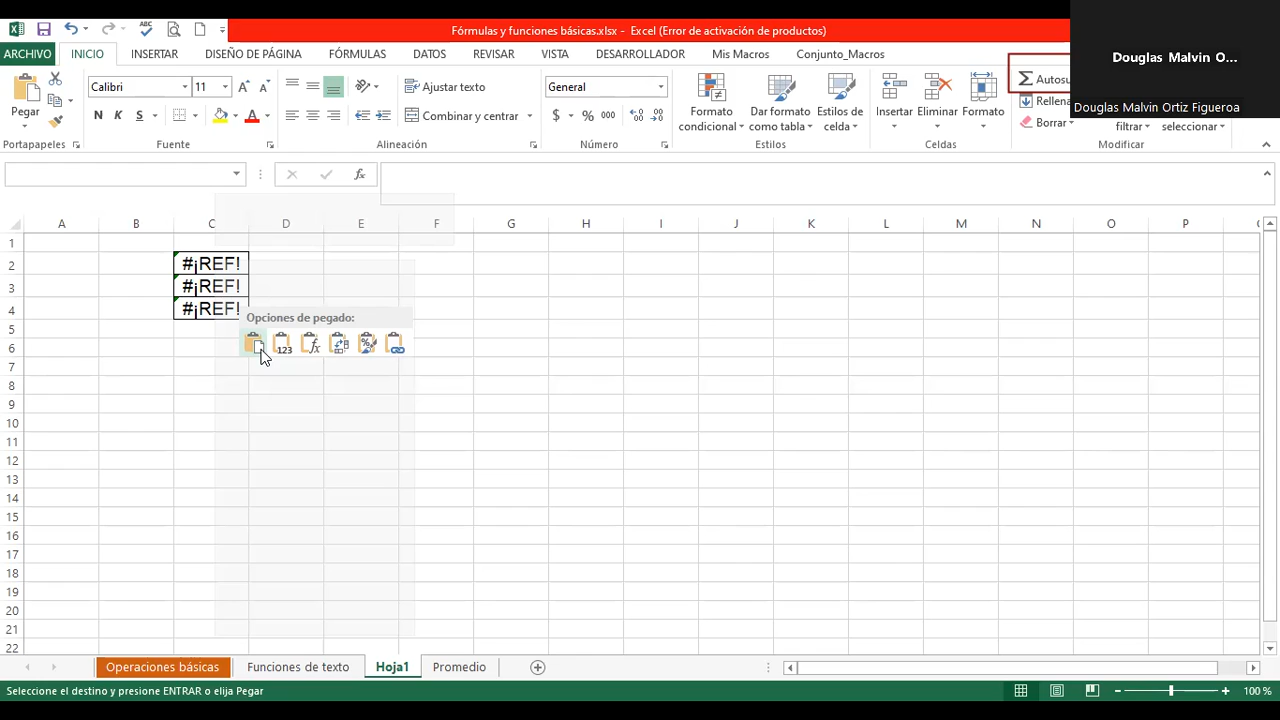 Fórmulas y funciones básicas.xlsx - Excel (Error de activación de productos)
ARCHIVO INICIO INSERTAR DISEÑO DE PÁGINA FÓRMULAS DATOS REVISAR VISTA DESARROLLADOR Mis Macros Conjunto_Macros
Douglas Malvin O...
Douglas Malvin Ortiz Figueroa
Calibri 11 Ajustar texto General Autosu
N K S Combinar y centrar $ % 000 Rellena
Pegar Formato condicional Dar formato como tabla Estilos de celda Insertar Eliminar Formato Borrar filtrar seleccionar
Portapapeles Fuente Alineación Número Estilos Celdas Modificar
fx
A B C D E F G H I J K L M N O P
1
2 #¡REF!
3 #¡REF!
4 #¡REF!
Opciones de pegado:
123 fx %
5
6
7
8
9
10
11
12
13
14
15
16
17
18
19
20
21
22
Operaciones básicas Funciones de texto Hoja1 Promedio
Seleccione el destino y presione ENTRAR o elija Pegar 100 %